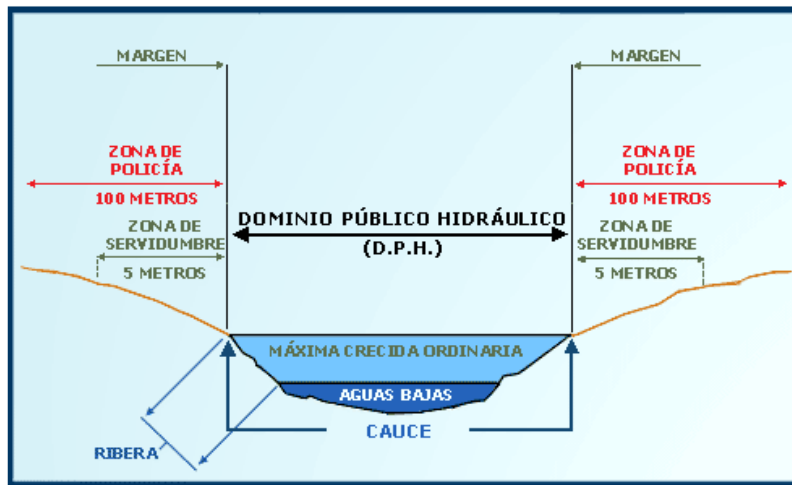 MARGEN
MARGEN
ZONA DE
POLICÍA
100 METROS
ZONA DE
POLICÍA
100 METROS
DOMINIO PÚBLICO HIDRÁULICO
(D.P.H.)
ZONA DE
SERVIDUMBRE
5 METROS
ZONA DE
SERVIDUMBRE
5 METROS
MÁXIMA CRECIDA ORDINARIA
AGUAS BAJAS
CAUCE
RIBERA